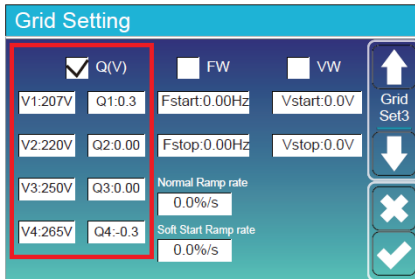 Grid Setting
Q(V) FW VW
V1:207V Q1:0.3 Fstart:0.00Hz Vstart:0.0V
V2:220V Q2:0.00 Fstop:0.00Hz Vstop:0.0V
V3:250V Q3:0.00 Normal Ramp rate
0.0%/s
V4:265V Q4:-0.3 Soft Start Ramp rate
0.0%/s
Grid
Set3